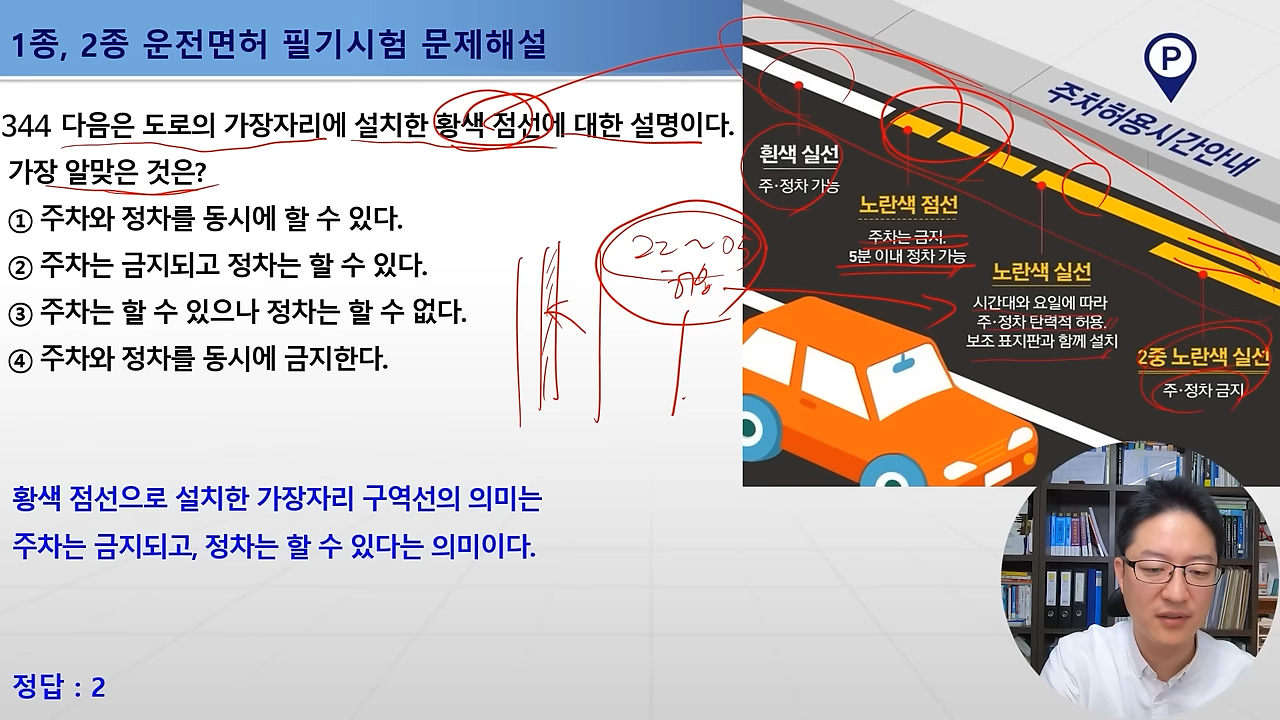 1종, 2종 운전면허 필기시험 문제해설
344 다음은 도로의 가장자리에 설치한 황색 점선에 대한 설명이다.
가장 알맞은 것은?
① 주차와 정차를 동시에 할 수 있다.
② 주차는 금지되고 정차는 할 수 있다.
③ 주차는 할 수 있으나 정차는 할 수 없다.
④ 주차와 정차를 동시에 금지한다.
22 ~ 05
허용
황색 점선으로 설치한 가장자리 구역선의 의미는
주차는 금지되고, 정차는 할 수 있다는 의미이다.
정답 : 2
P
주차허용시간안내
흰색 실선
주·정차 가능
노란색 점선
주차는 금지.
5분 이내 정차 가능
노란색 실선
시간대와 요일에 따라
주·정차 탄력적 허용.
보조 표지판과 함께 설치
2중 노란색 실선
주·정차 금지